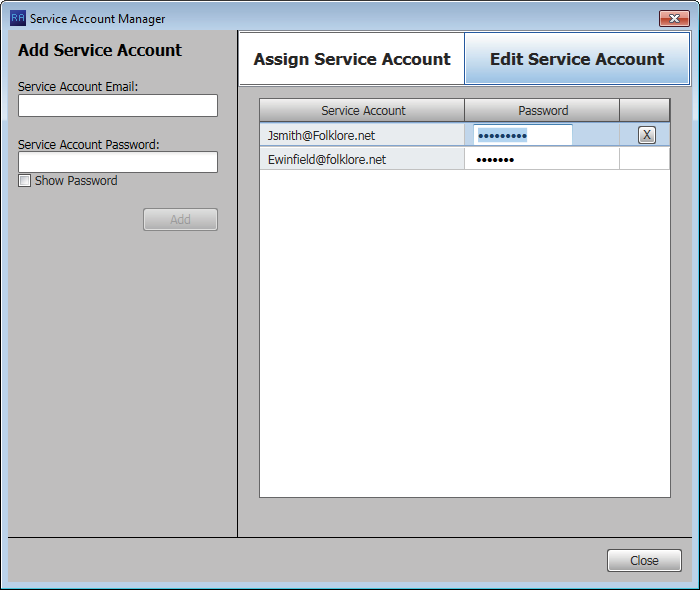 RA Service Account Manager
Add Service Account
Service Account Email:
Service Account Password:
Show Password
Add
Assign Service Account Edit Service Account
Service Account Password
Jsmith@Folklore.net ••••••••• X
Ewinfield@folklore.net •••••••
Close